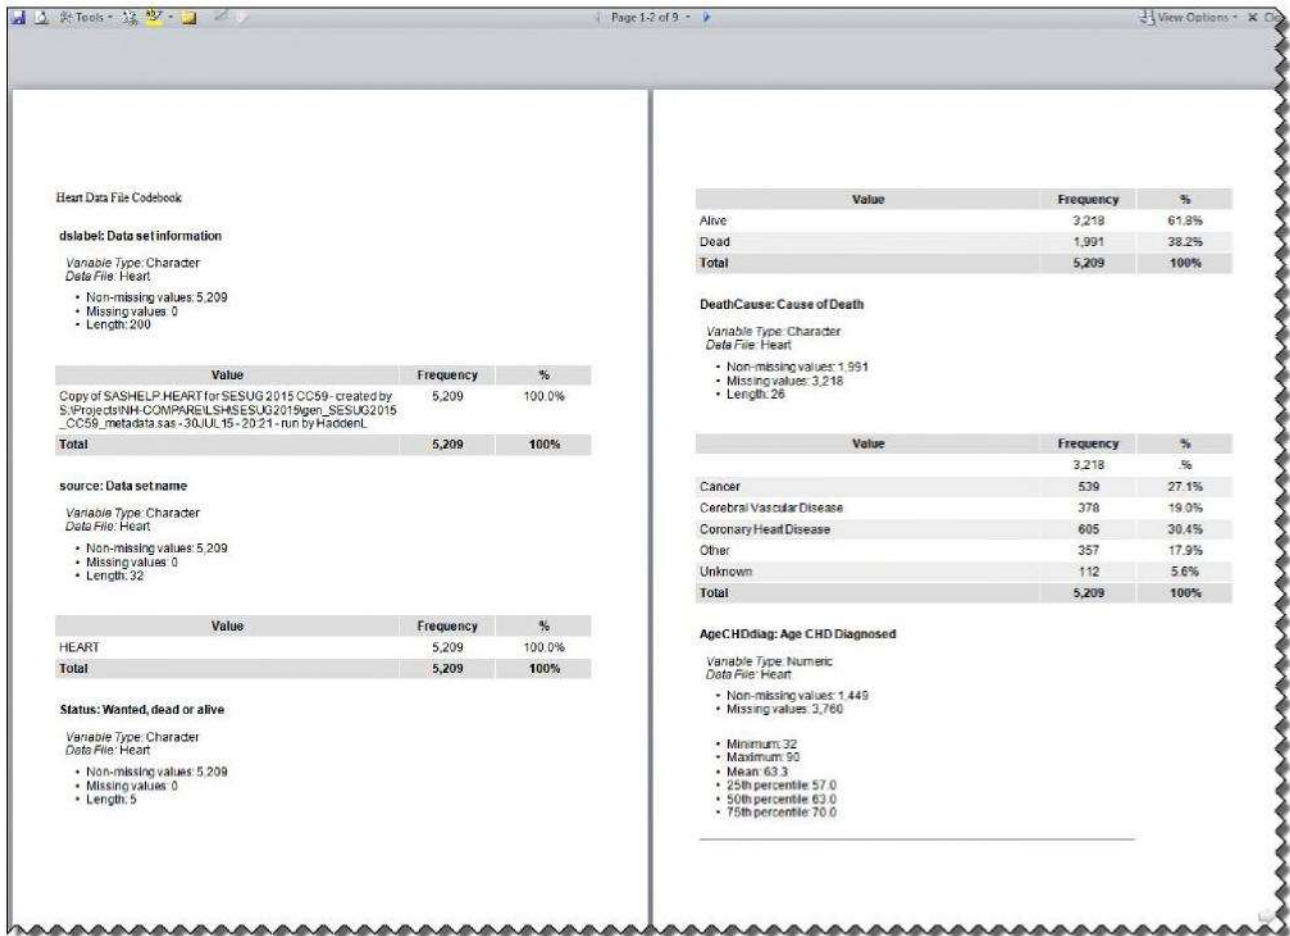 Tools
Page 1-2 of 9
View Options
Heart Data File Codebook
dslabel: Data set information
Variable Type: Character
Data File: Heart
• Non-missing values: 5,209
• Missing values: 0
• Length: 200
Value Frequency %
Copy of SASHELP.HEART for SESUG 2015 CC59 - created by 5,209 100.0%
S:\Projects\NH-COMPARE\LSH\SESUG2015\gen_SESUG2015
_CC59_metadata.sas - 30JUL15 - 20:21 - run by HaddenL
Total 5,209 100%
source: Data set name
Variable Type: Character
Data File: Heart
• Non-missing values: 5,209
• Missing values: 0
• Length: 32
Value Frequency %
HEART 5,209 100.0%
Total 5,209 100%
Status: Wanted, dead or alive
Variable Type: Character
Data File: Heart
• Non-missing values: 5,209
• Missing values: 0
• Length: 5
Value Frequency %
Alive 3,218 61.8%
Dead 1,991 38.2%
Total 5,209 100%
DeathCause: Cause of Death
Variable Type: Character
Data File: Heart
• Non-missing values: 1,991
• Missing values: 3,218
• Length: 26
Value Frequency %
3,218 .%
Cancer 539 27.1%
Cerebral Vascular Disease 378 19.0%
Coronary Heart Disease 605 30.4%
Other 357 17.9%
Unknown 112 5.6%
Total 5,209 100%
AgeCHDdiag: Age CHD Diagnosed
Variable Type: Numeric
Data File: Heart
• Non-missing values: 1,449
• Missing values: 3,760
• Minimum: 32
• Maximum: 90
• Mean: 63.3
• 25th percentile: 57.0
• 50th percentile: 63.0
• 75th percentile: 70.0